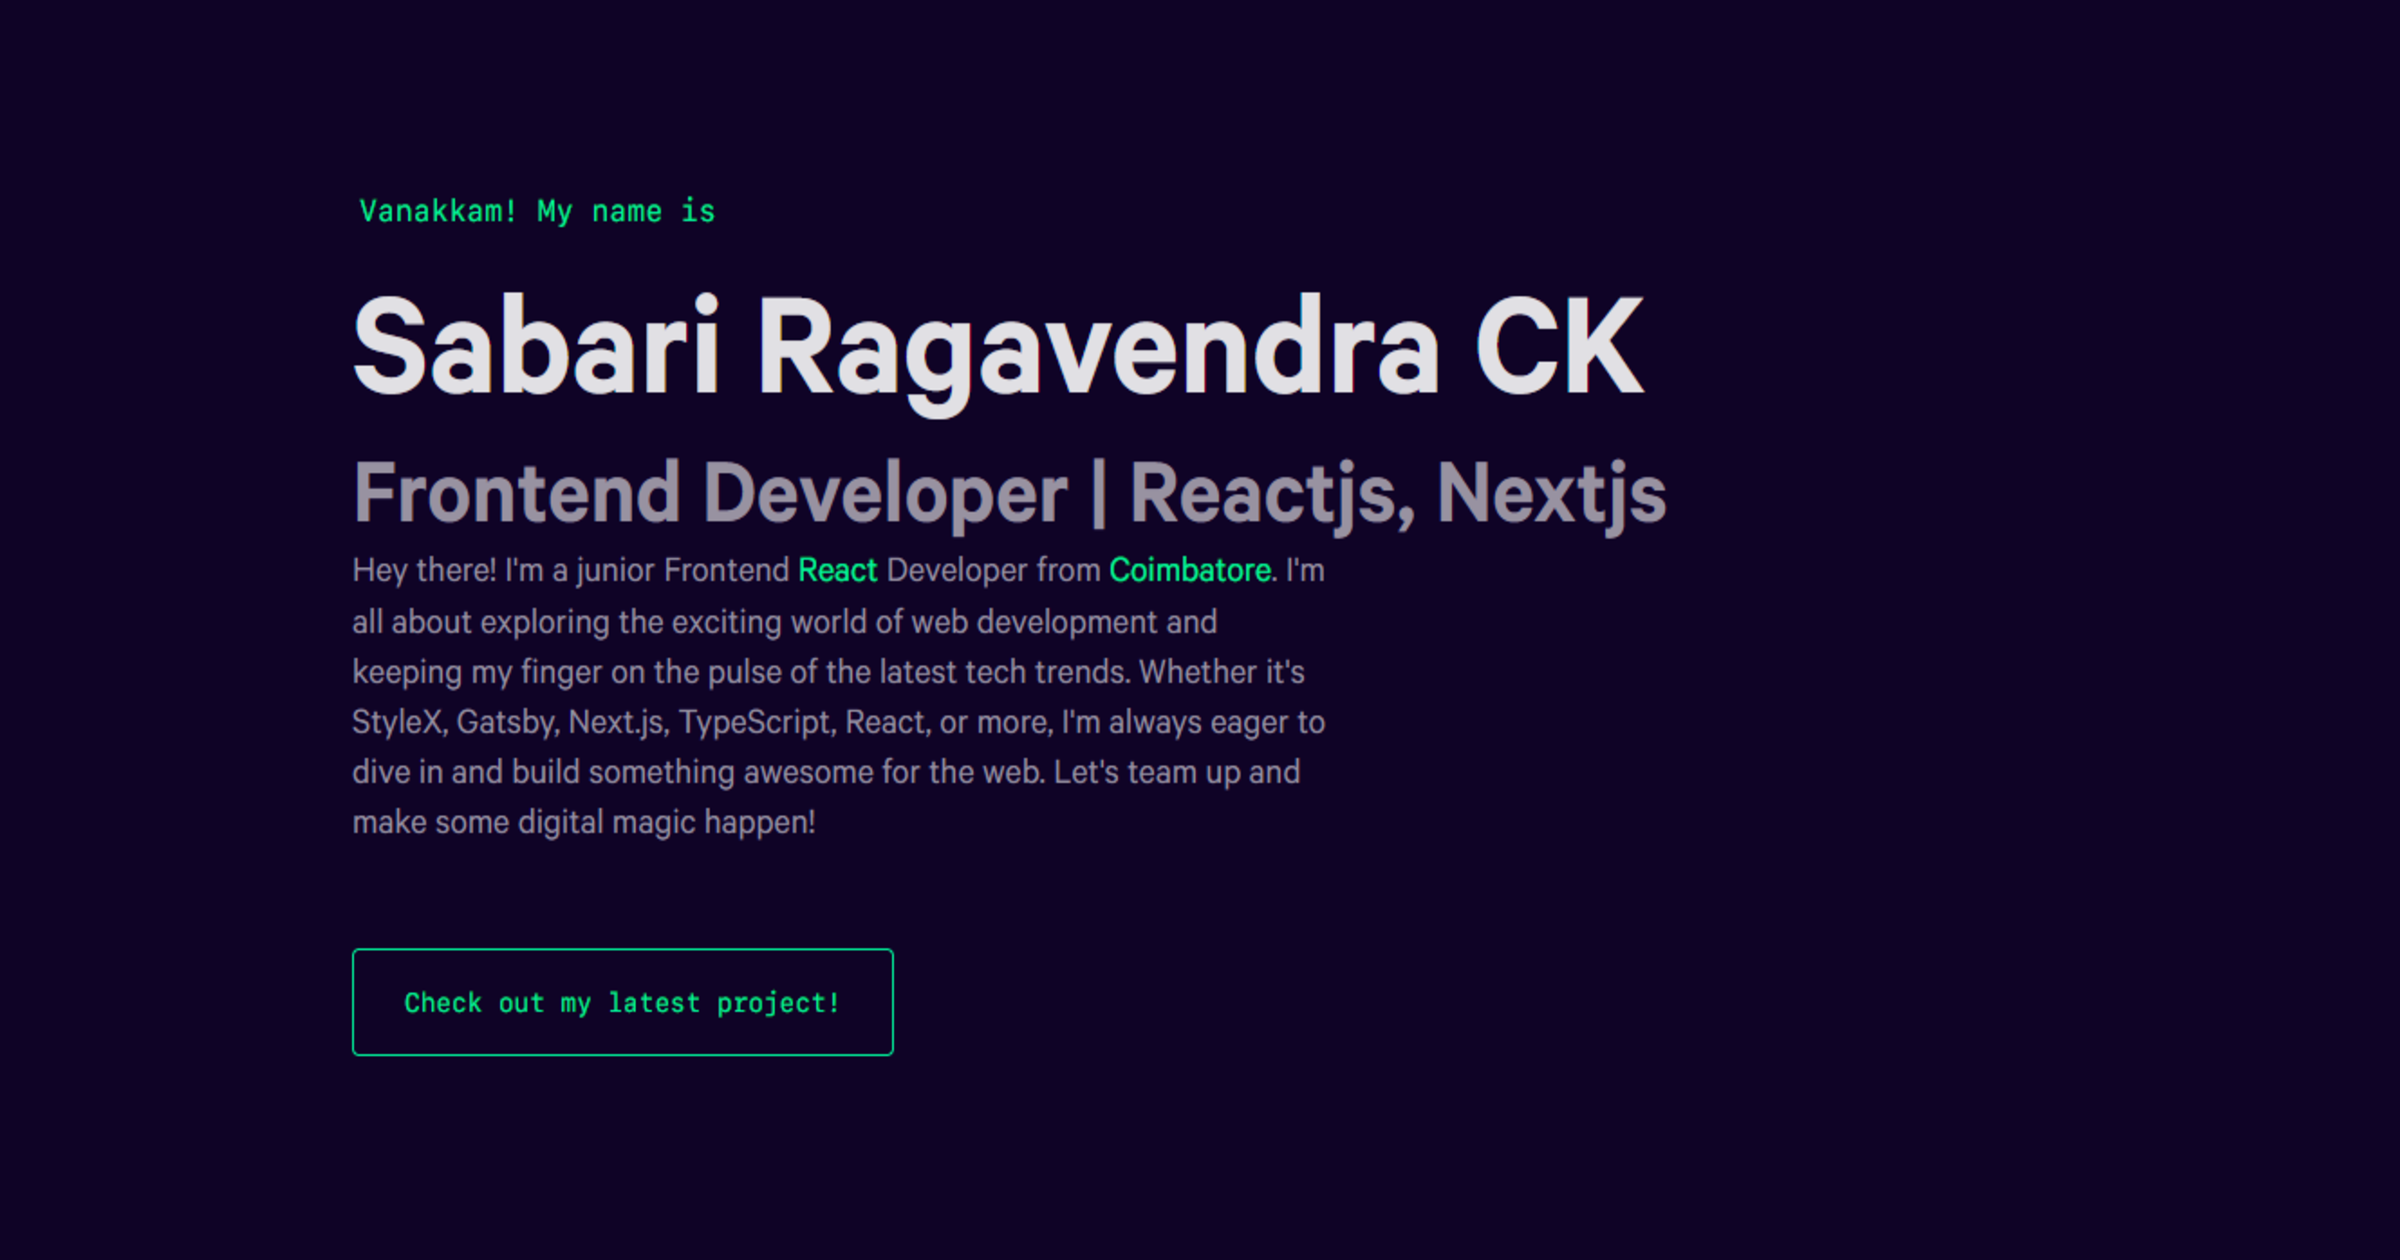 Vanakkam! My name is
Sabari Ragavendra CK
Frontend Developer | Reactjs, Nextjs
Hey there! I'm a junior Frontend React Developer from Coimbatore. I'm
all about exploring the exciting world of web development and
keeping my finger on the pulse of the latest tech trends. Whether it's
StyleX, Gatsby, Next.js, TypeScript, React, or more, I'm always eager to
dive in and build something awesome for the web. Let's team up and
make some digital magic happen!
Check out my latest project!